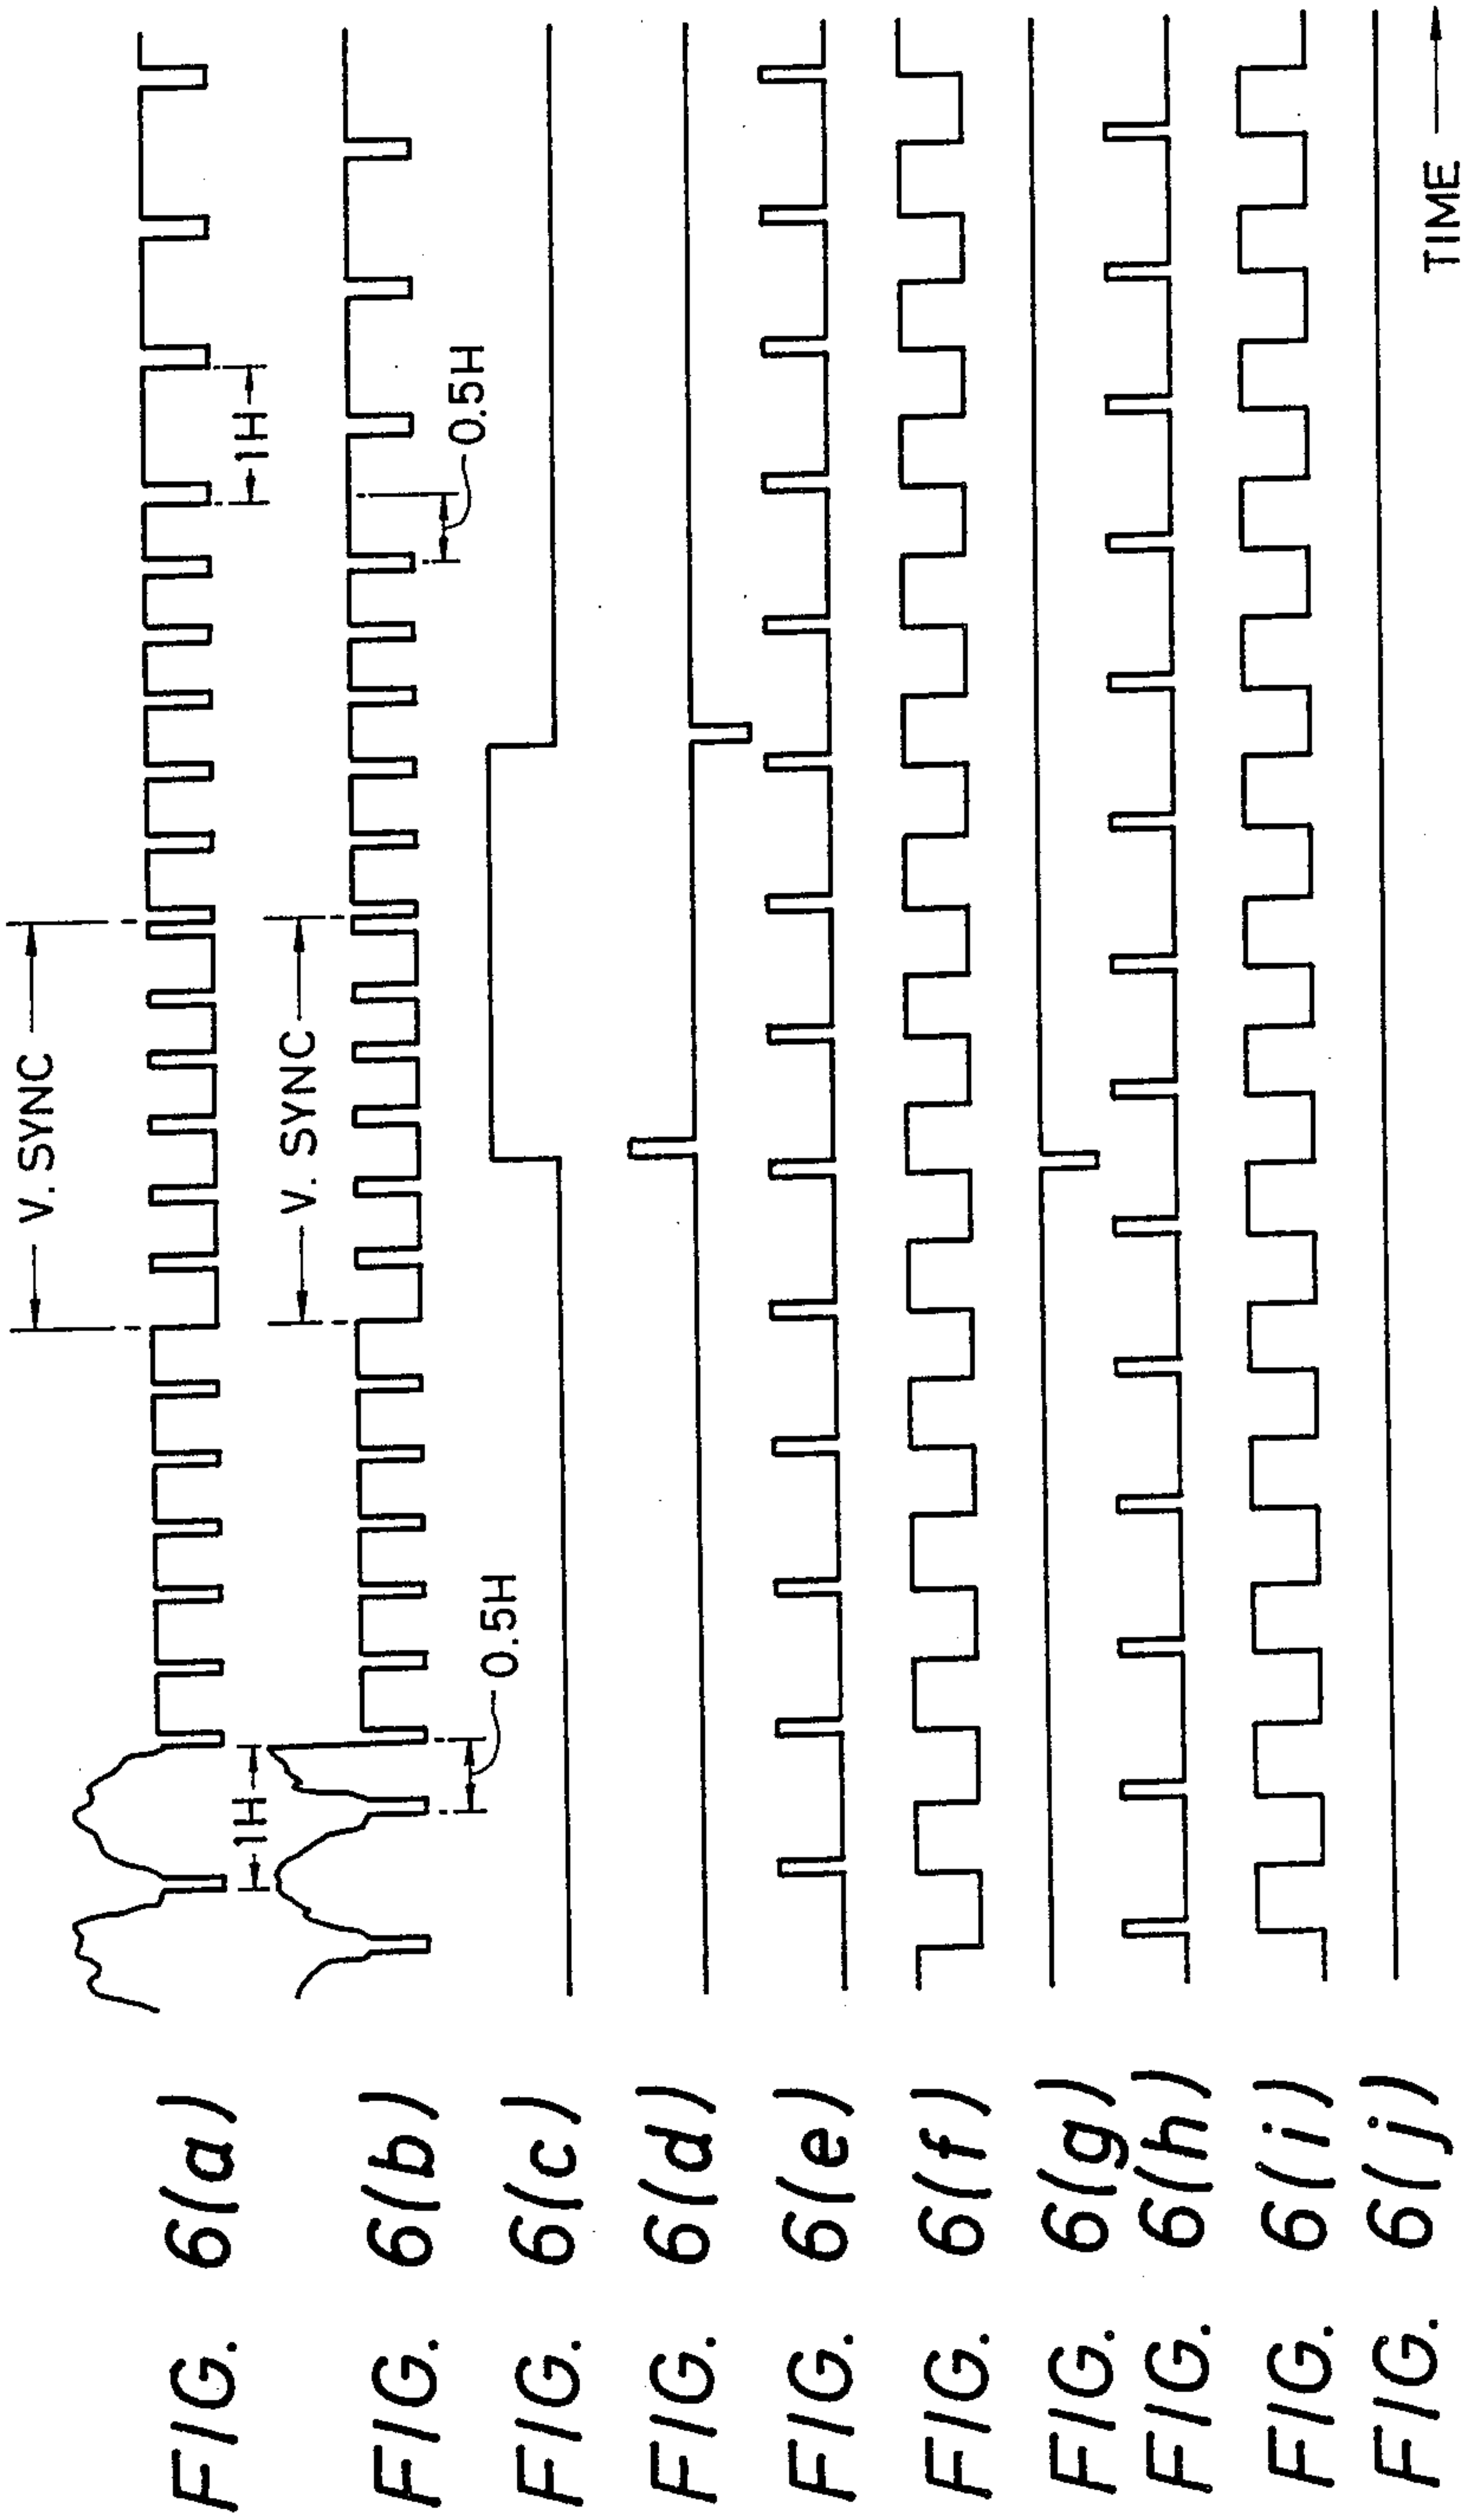 V. SYNC
FIG. 6(a)
1H
1H
V. SYNC
FIG. 6(b)
0.5H
0.5H
FIG. 6(c)
FIG. 6(d)
FIG. 6(e)
FIG. 6(f)
FIG. 6(g)
FIG. 6(h)
FIG. 6(i)
FIG. 6(j)
TIME